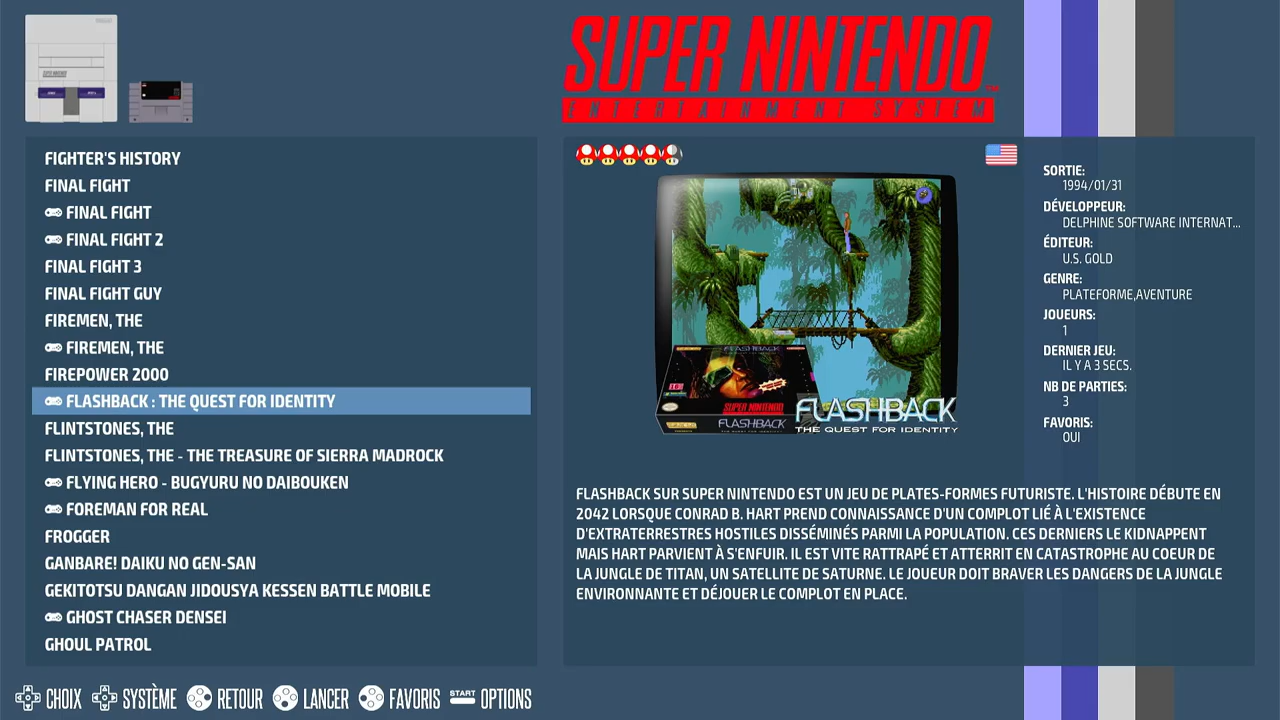 SUPER NINTENDO™
ENTERTAINMENT SYSTEM
FIGHTER'S HISTORY
FINAL FIGHT
FINAL FIGHT
FINAL FIGHT 2
FINAL FIGHT 3
FINAL FIGHT GUY
FIREMEN, THE
FIREMEN, THE
FIREPOWER 2000
FLASHBACK : THE QUEST FOR IDENTITY
FLINTSTONES, THE
FLINTSTONES, THE - THE TREASURE OF SIERRA MADROCK
FLYING HERO - BUGYURU NO DAIBOUKEN
FOREMAN FOR REAL
FROGGER
GANBARE! DAIKU NO GEN-SAN
GEKITOTSU DANGAN JIDOUSYA KESSEN BATTLE MOBILE
GHOST CHASER DENSEI
GHOUL PATROL
FLASHBACK
SUPER NINTENDO
FLASHBACK
FLASHBACK
THE QUEST FOR IDENTITY
SORTIE:
1994/01/31
DÉVELOPPEUR:
DELPHINE SOFTWARE INTERNAT...
ÉDITEUR:
U.S. GOLD
GENRE:
PLATEFORME,AVENTURE
JOUEURS:
1
DERNIER JEU:
IL Y A 3 SECS.
NB DE PARTIES:
3
FAVORIS:
OUI
FLASHBACK SUR SUPER NINTENDO EST UN JEU DE PLATES-FORMES FUTURISTE. L'HISTOIRE DÉBUTE EN
2042 LORSQUE CONRAD B. HART PREND CONNAISSANCE D'UN COMPLOT LIÉ À L'EXISTENCE
D'EXTRATERRESTRES HOSTILES DISSÉMINÉS PARMI LA POPULATION. CES DERNIERS LE KIDNAPPENT
MAIS HART PARVIENT À S'ENFUIR. IL EST VITE RATTRAPÉ ET ATTERRIT EN CATASTROPHE AU COEUR DE
LA JUNGLE DE TITAN, UN SATELLITE DE SATURNE. LE JOUEUR DOIT BRAVER LES DANGERS DE LA JUNGLE
ENVIRONNANTE ET DÉJOUER LE COMPLOT EN PLACE.
CHOIX SYSTÈME RETOUR LANCER FAVORIS START OPTIONS